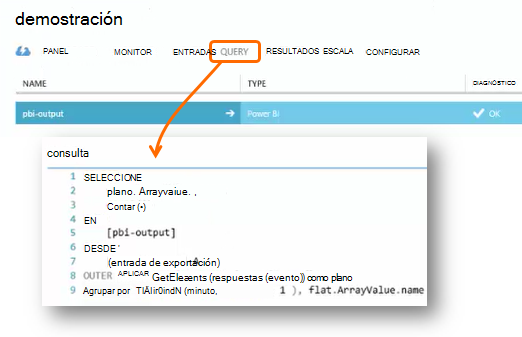 demostración
PANEL MONITOR ENTRADAS QUERY RESULTADOS ESCALA CONFIGURAR
NAME TYPE DIAGNÓSTICO
pbi-output Power Bi OK
consulta
1 SELECCIONE
2 plano. Arrayvaiue. ,
3 Contar (•)
4 EN
5 [pbi-output]
6 DESDE '
7 (entrada de exportación)
8 OUTER APLICAR GetEleents (respuestas (evento)) como plano
9 Agrupar por (minuto, 1 ), flat.ArrayValue.name